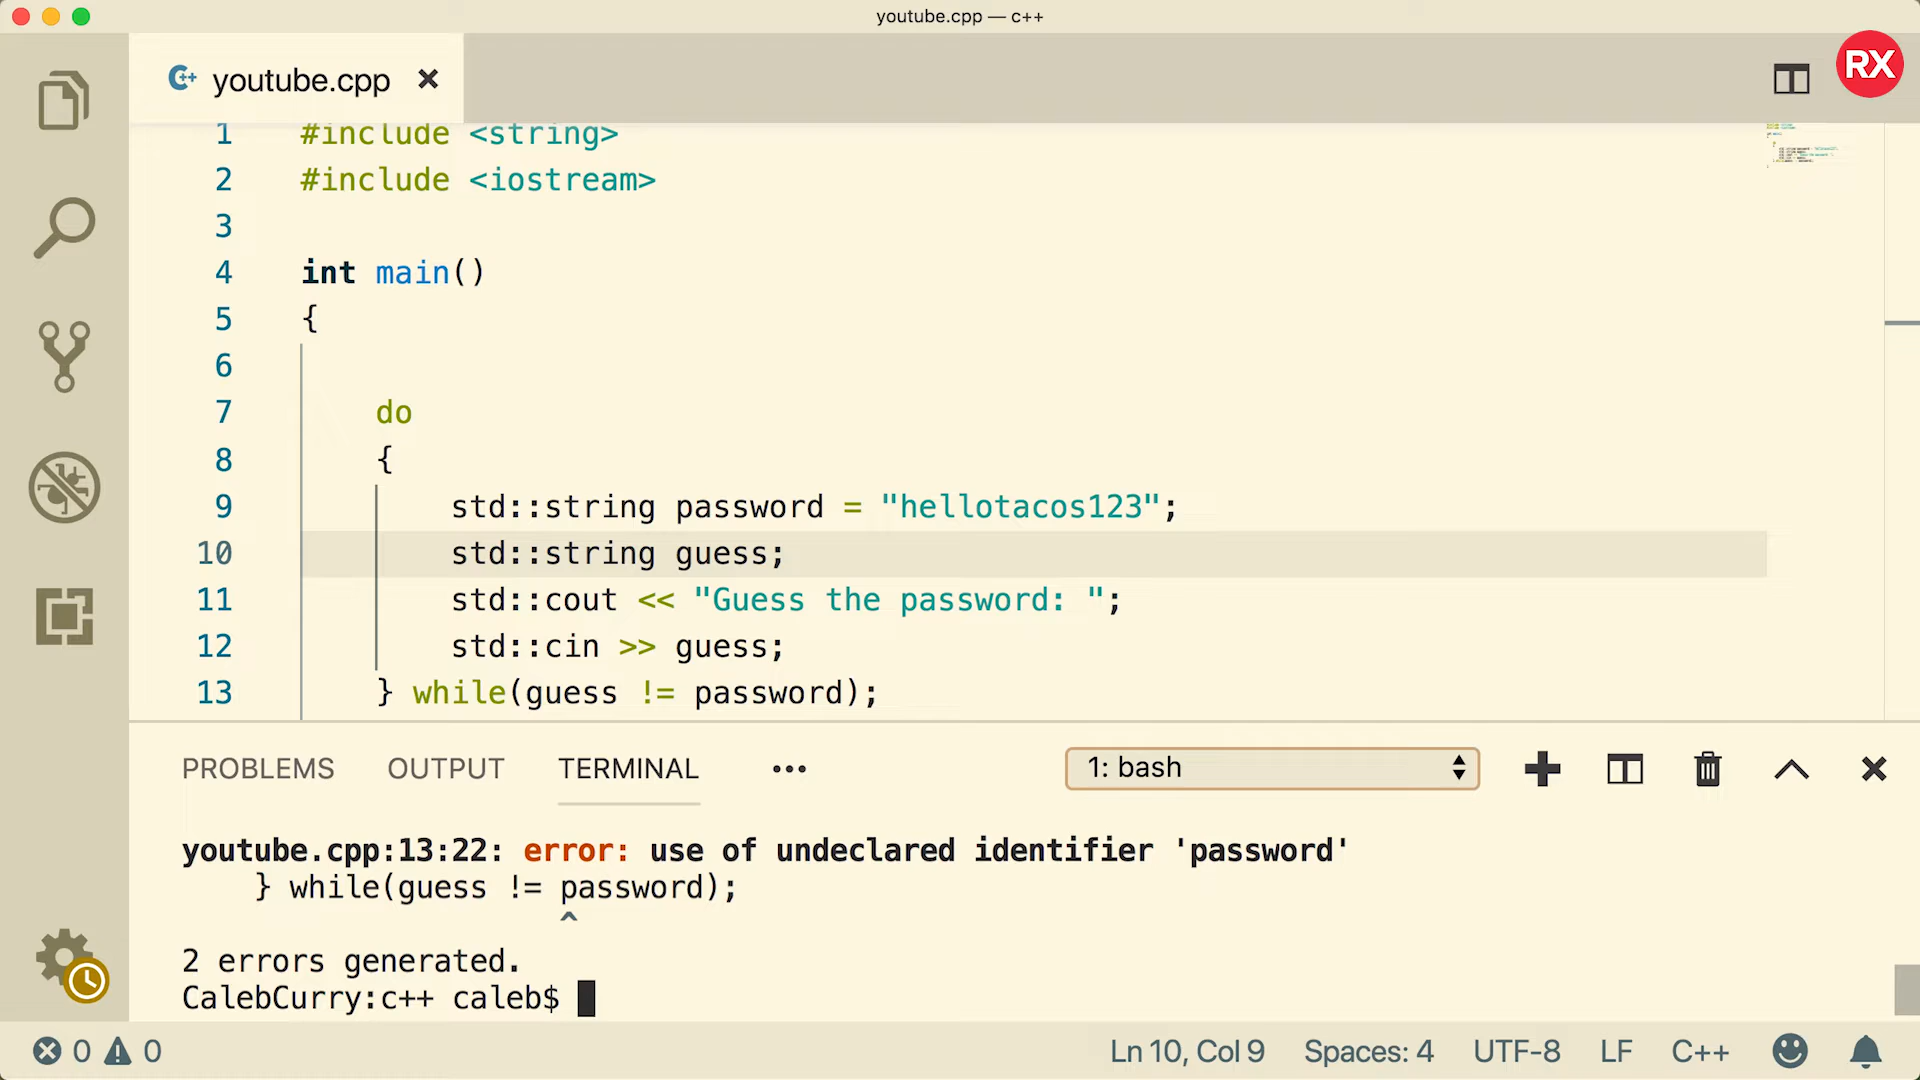 youtube.cpp — c++
youtube.cpp
RX
1 #include <string>
2 #include <iostream>
3
4 int main()
5 {
6
7 do
8 {
9 std::string password = "hellotacos123";
10 std::string guess;
11 std::cout << "Guess the password: ";
12 std::cin >> guess;
13 } while(guess != password);
PROBLEMS OUTPUT TERMINAL ••• 1: bash
youtube.cpp:13:22: error: use of undeclared identifier 'password'
} while(guess != password);
^
2 errors generated.
CalebCurry:c++ caleb$
0 0 Ln 10, Col 9 Spaces: 4 UTF-8 LF C++